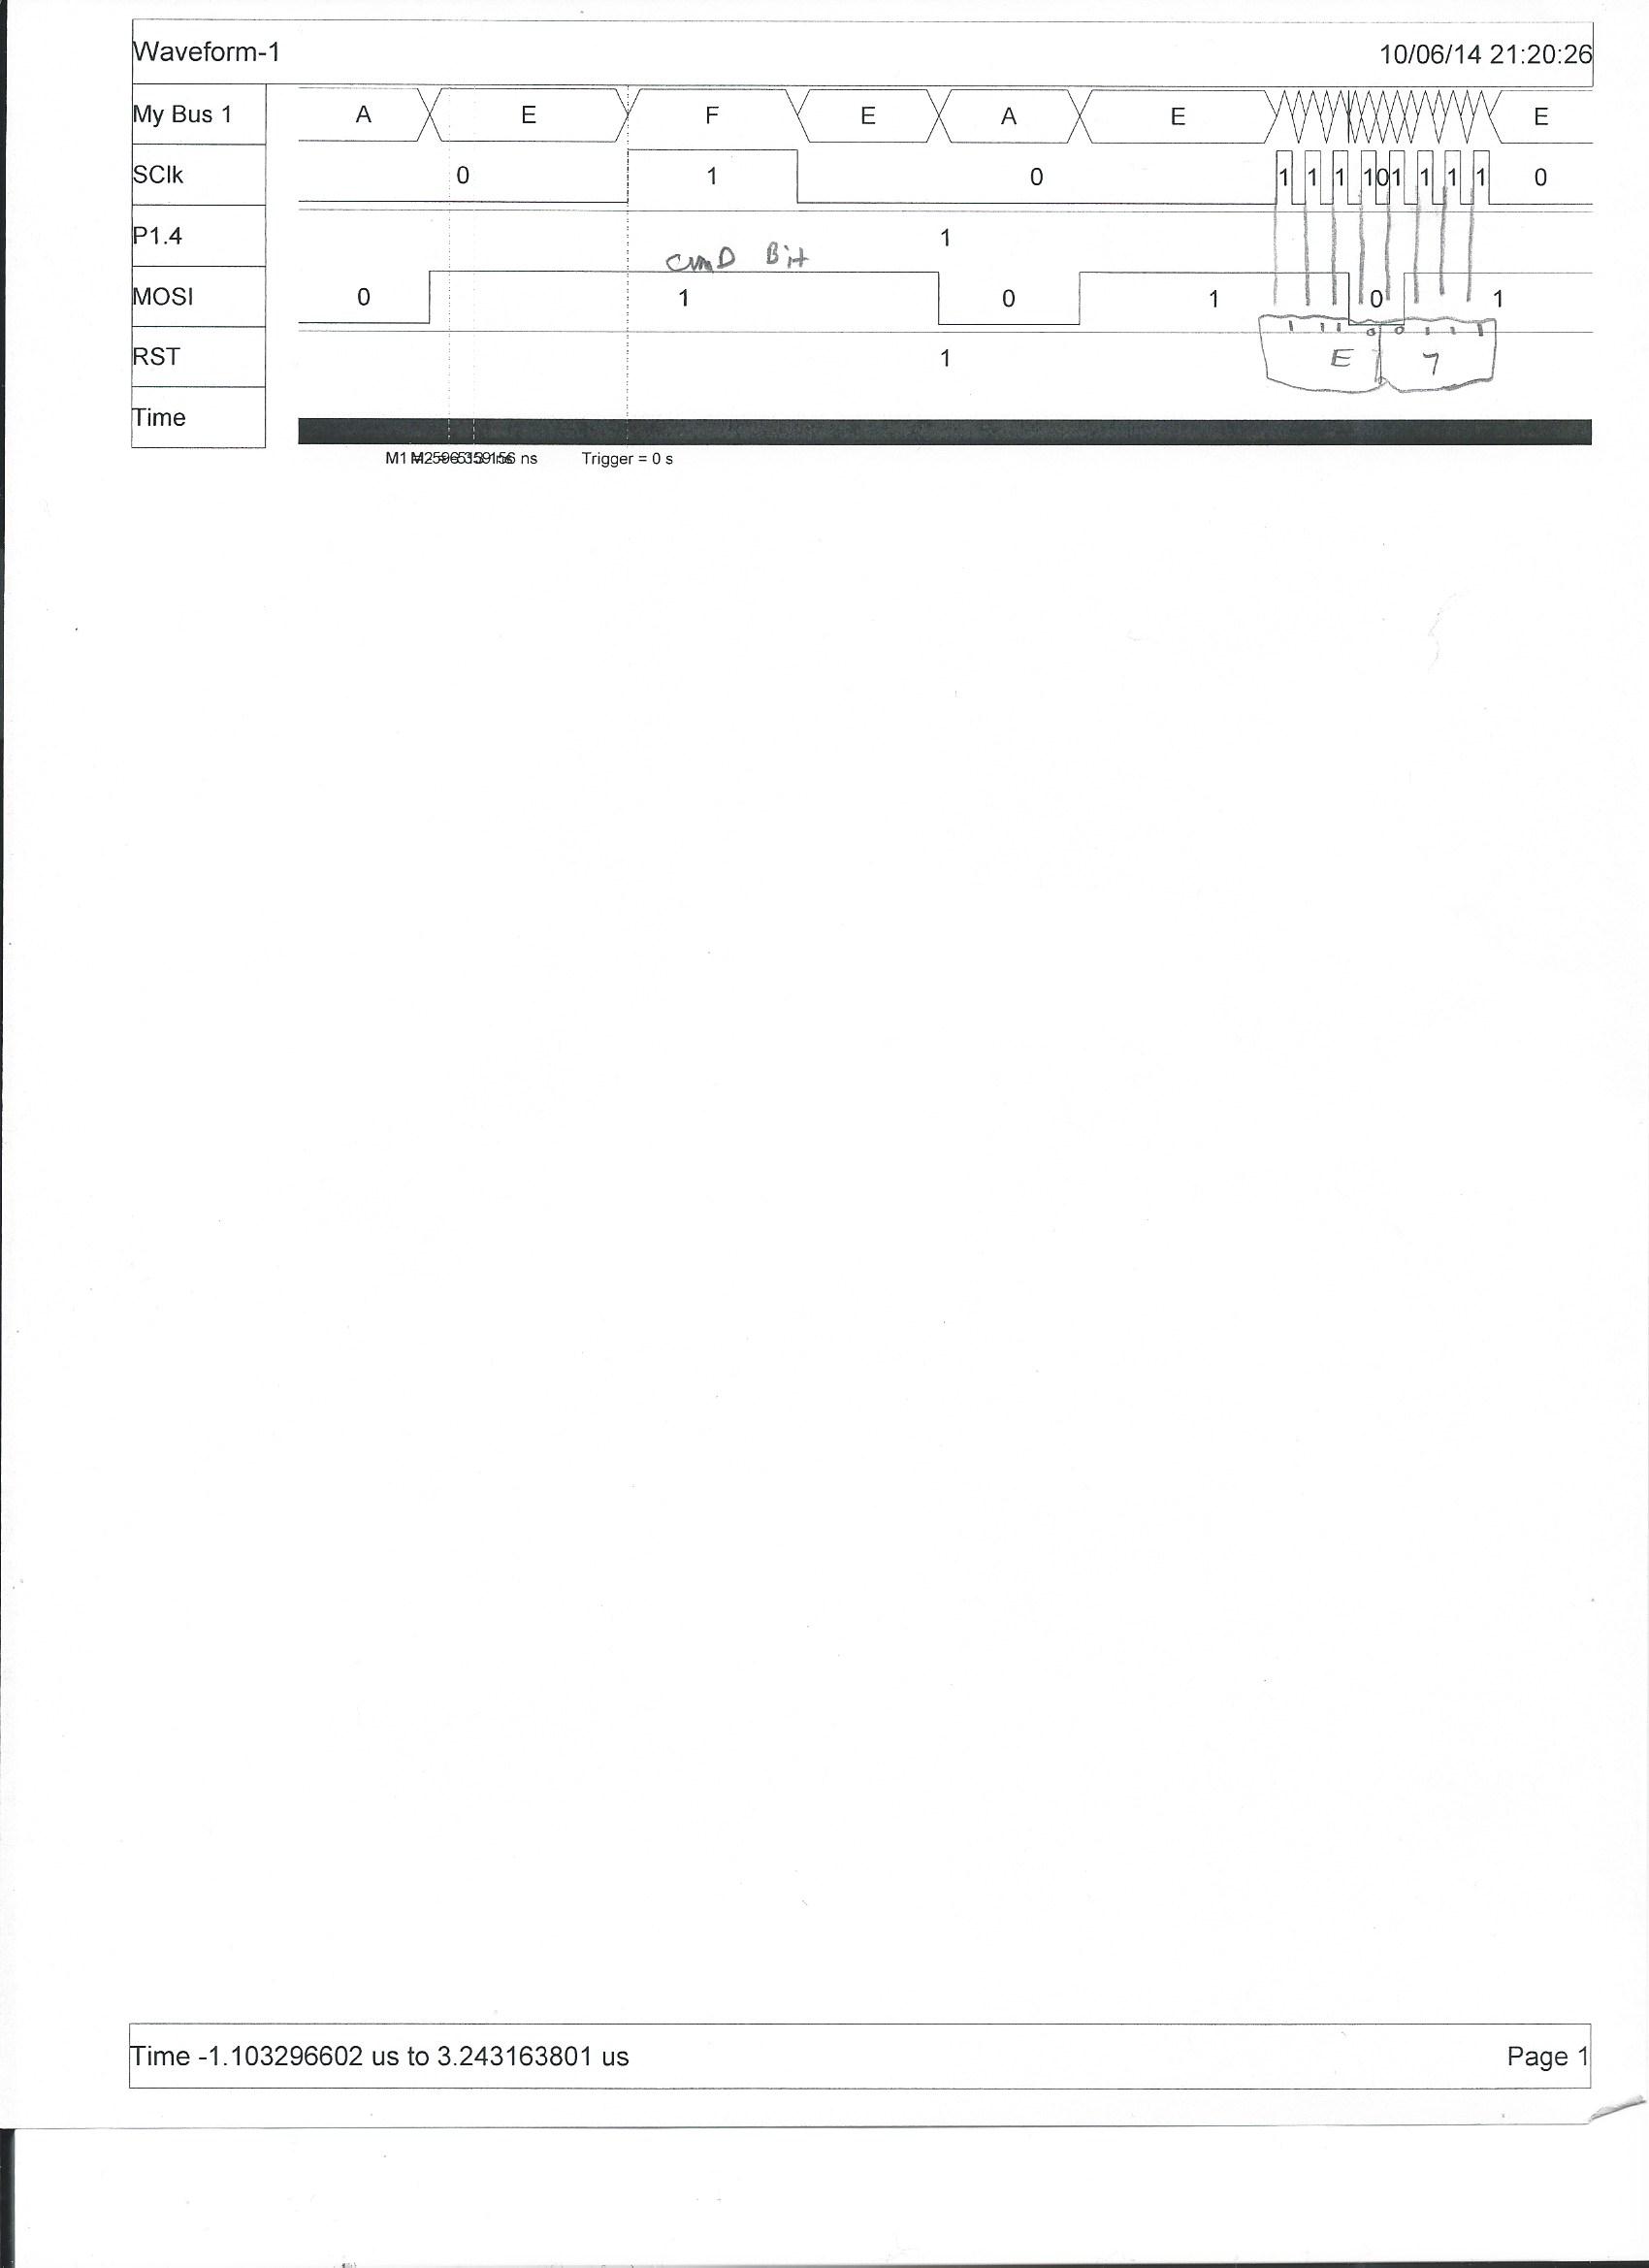 Waveform-1 10/06/14 21:20:26
My Bus 1 A E F E A E E
SClk 0 1 0 1 1 1 1 0 1 1 1 1 0
P1.4 1
CMD Bit
MOSI 0 1 0 1 0 1
1 1 1 0 0 1 1 1
RST 1 E 7
Time
M1 M2 ns Trigger = 0 s
Time -1.103296602 us to 3.243163801 us Page 1